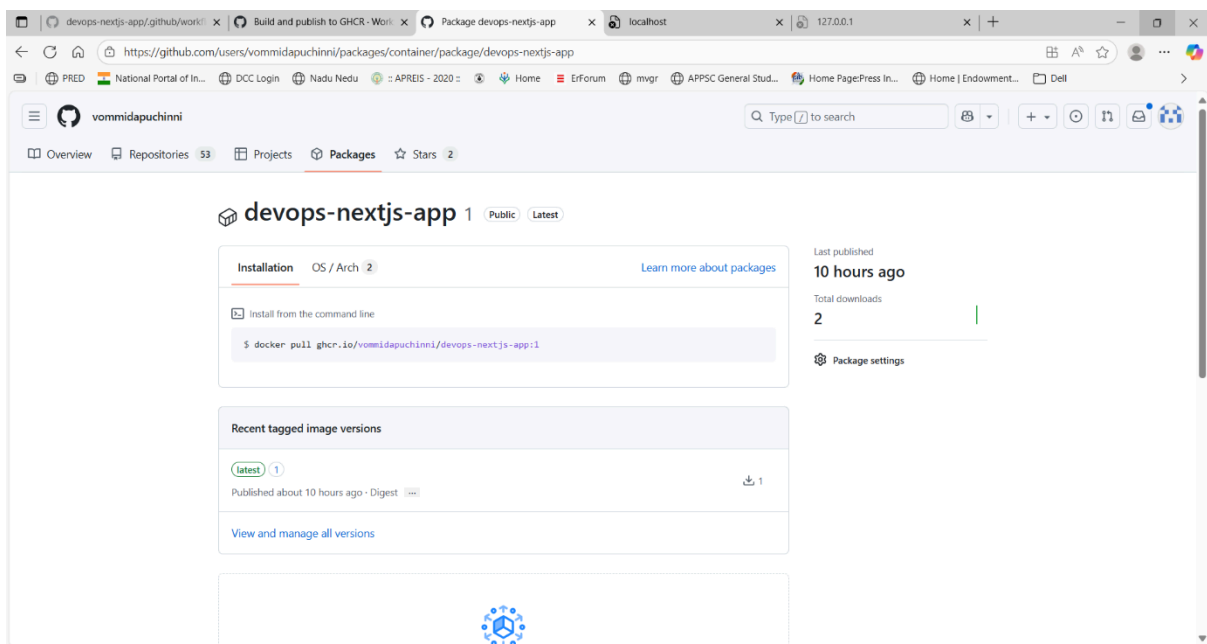 devops-nextjs-app/.github/workfl
Build and publish to GHCR · Work
Package devops-nextjs-app
localhost
127.0.0.1
https://github.com/users/vommidapuchinni/packages/container/package/devops-nextjs-app
PRED
National Portal of In...
DCC Login
Nadu Nedu
:: APREIS - 2020 ::
Home
ErForum
mvgr
APPSC General Stud...
Home Page:Press In...
Home | Endowment...
Dell
vommidapuchinni
Type / to search
Overview
Repositories 53
Projects
Packages
Stars 2
devops-nextjs-app 1 Public Latest
Installation
OS / Arch 2
Learn more about packages
Install from the command line
$ docker pull ghcr.io/vommidapuchinni/devops-nextjs-app:1
Last published
10 hours ago
Total downloads
2
Package settings
Recent tagged image versions
latest 1
Published about 10 hours ago · Digest ...
1
View and manage all versions